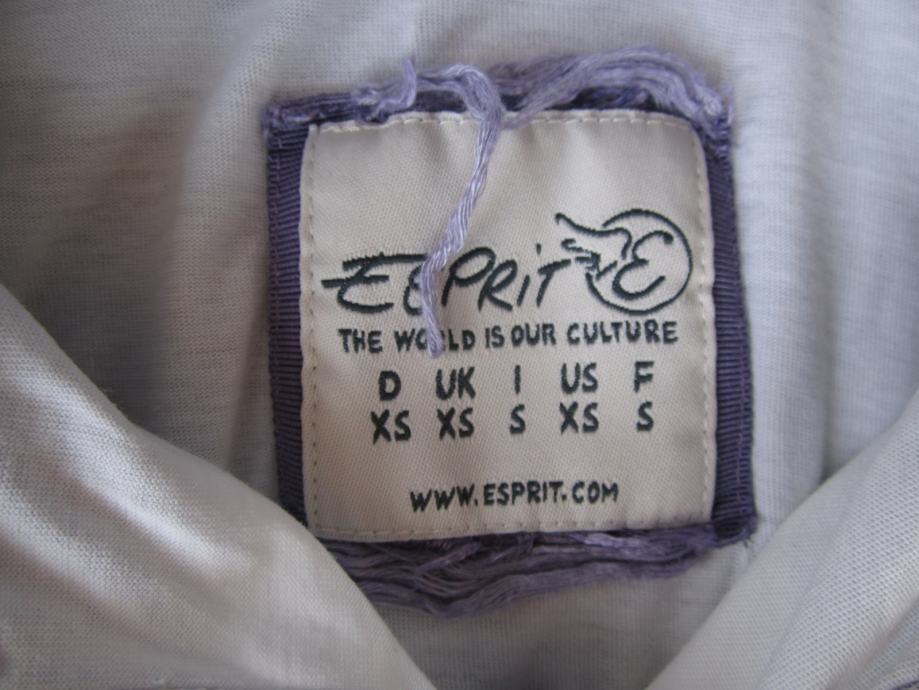 ESPRIT E
THE WORLD IS OUR CULTURE
D UK I US F
XS XS S XS S
WWW.ESPRIT.COM